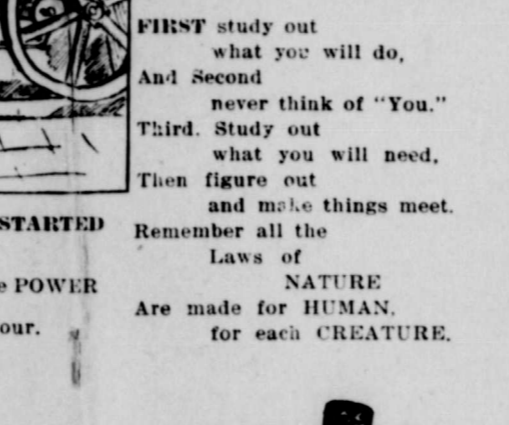 FIRST study out
what you will do,
And Second
never think of "You."
Third. Study out
what you will need,
Then figure out
and make things meet.
Remember all the
Laws of
NATURE
Are made for HUMAN,
for each CREATURE.
STARTED
POWER
our.